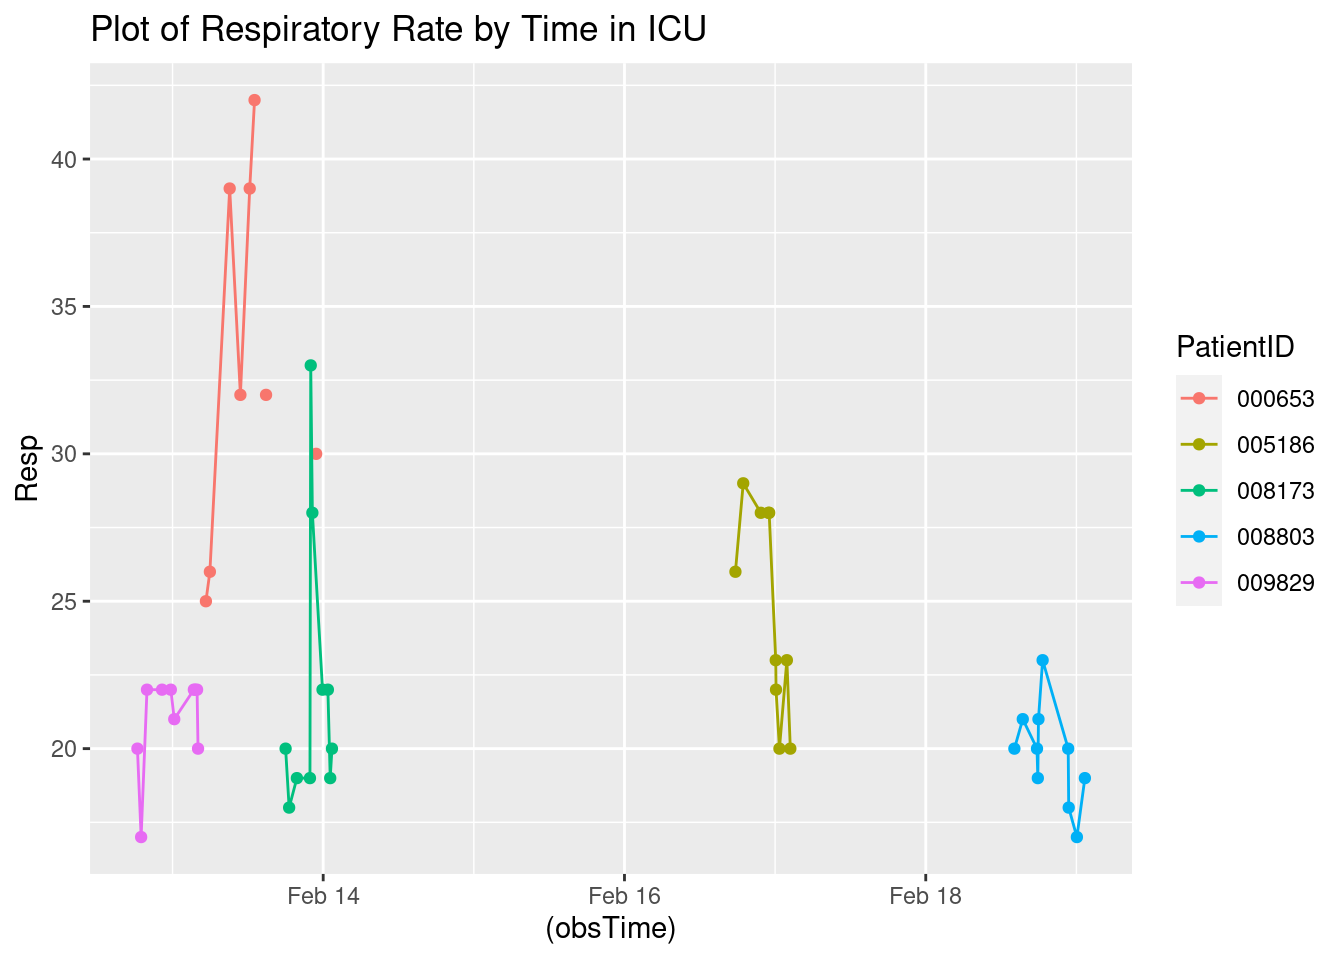 Plot of Respiratory Rate by Time in ICU
40
35
30
25
20
Resp
Feb 14
Feb 16
Feb 18
(obsTime)
PatientID
000653
005186
008173
008803
009829